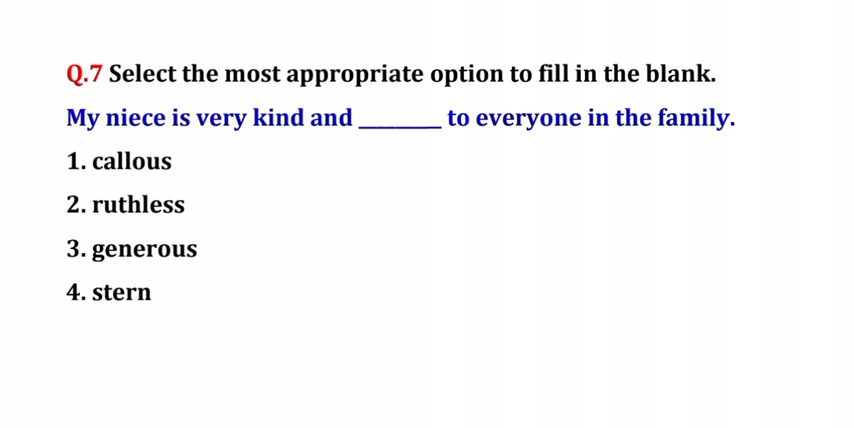 Q.7 Select the most appropriate option to fill in the blank.
My niece is very kind and ________ to everyone in the family.
1. callous
2. ruthless
3. generous
4. stern